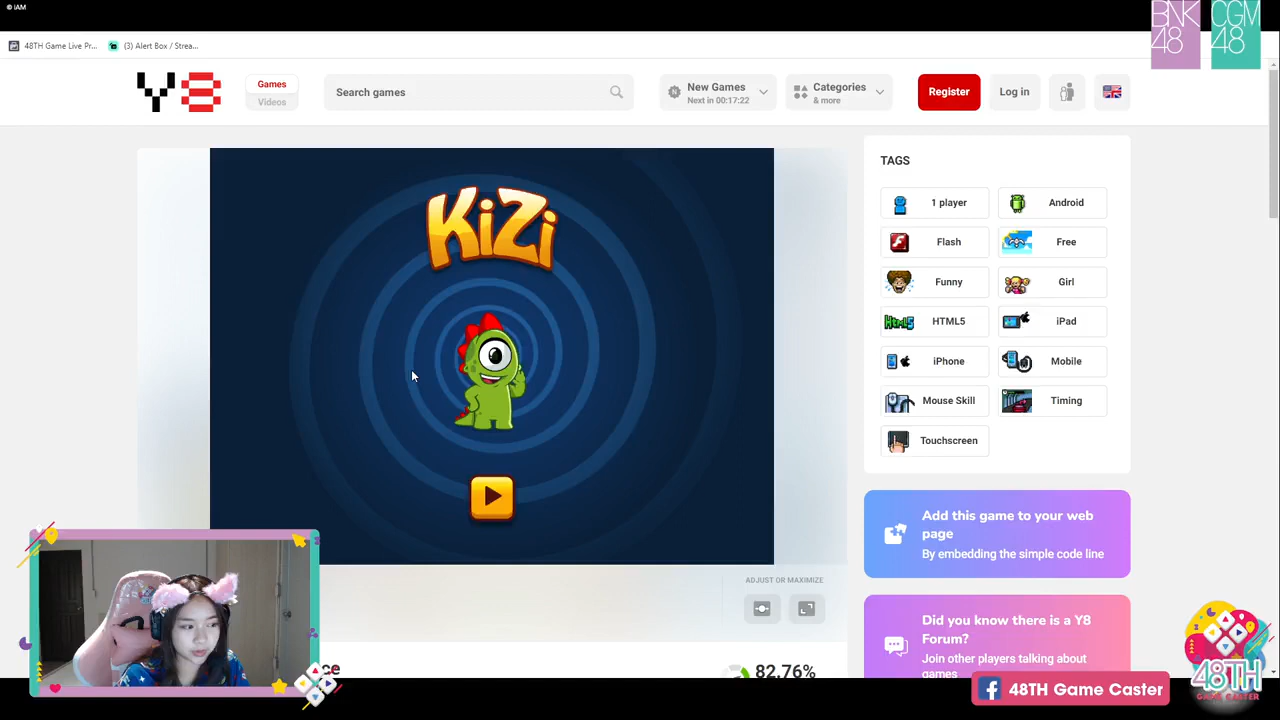 © iAM
BNK
48
CGM
48
48TH Game Live Pr...
(3) Alert Box / Strea...
Y8
Games
Videos
Search games
New Games
Next in 00:17:22
Categories
& more
Register
Log in
KiZi
TAGS
1 player
Android
Flash
Free
Funny
Girl
HTML5
iPad
iPhone
Mobile
Mouse Skill
Timing
Touchscreen
Add this game to your web
page
By embedding the simple code line
ADJUST OR MAXIMIZE
Did you know there is a Y8
Forum?
Join other players talking about
games
82.76%
48TH
GAME CASTER
48TH Game Caster